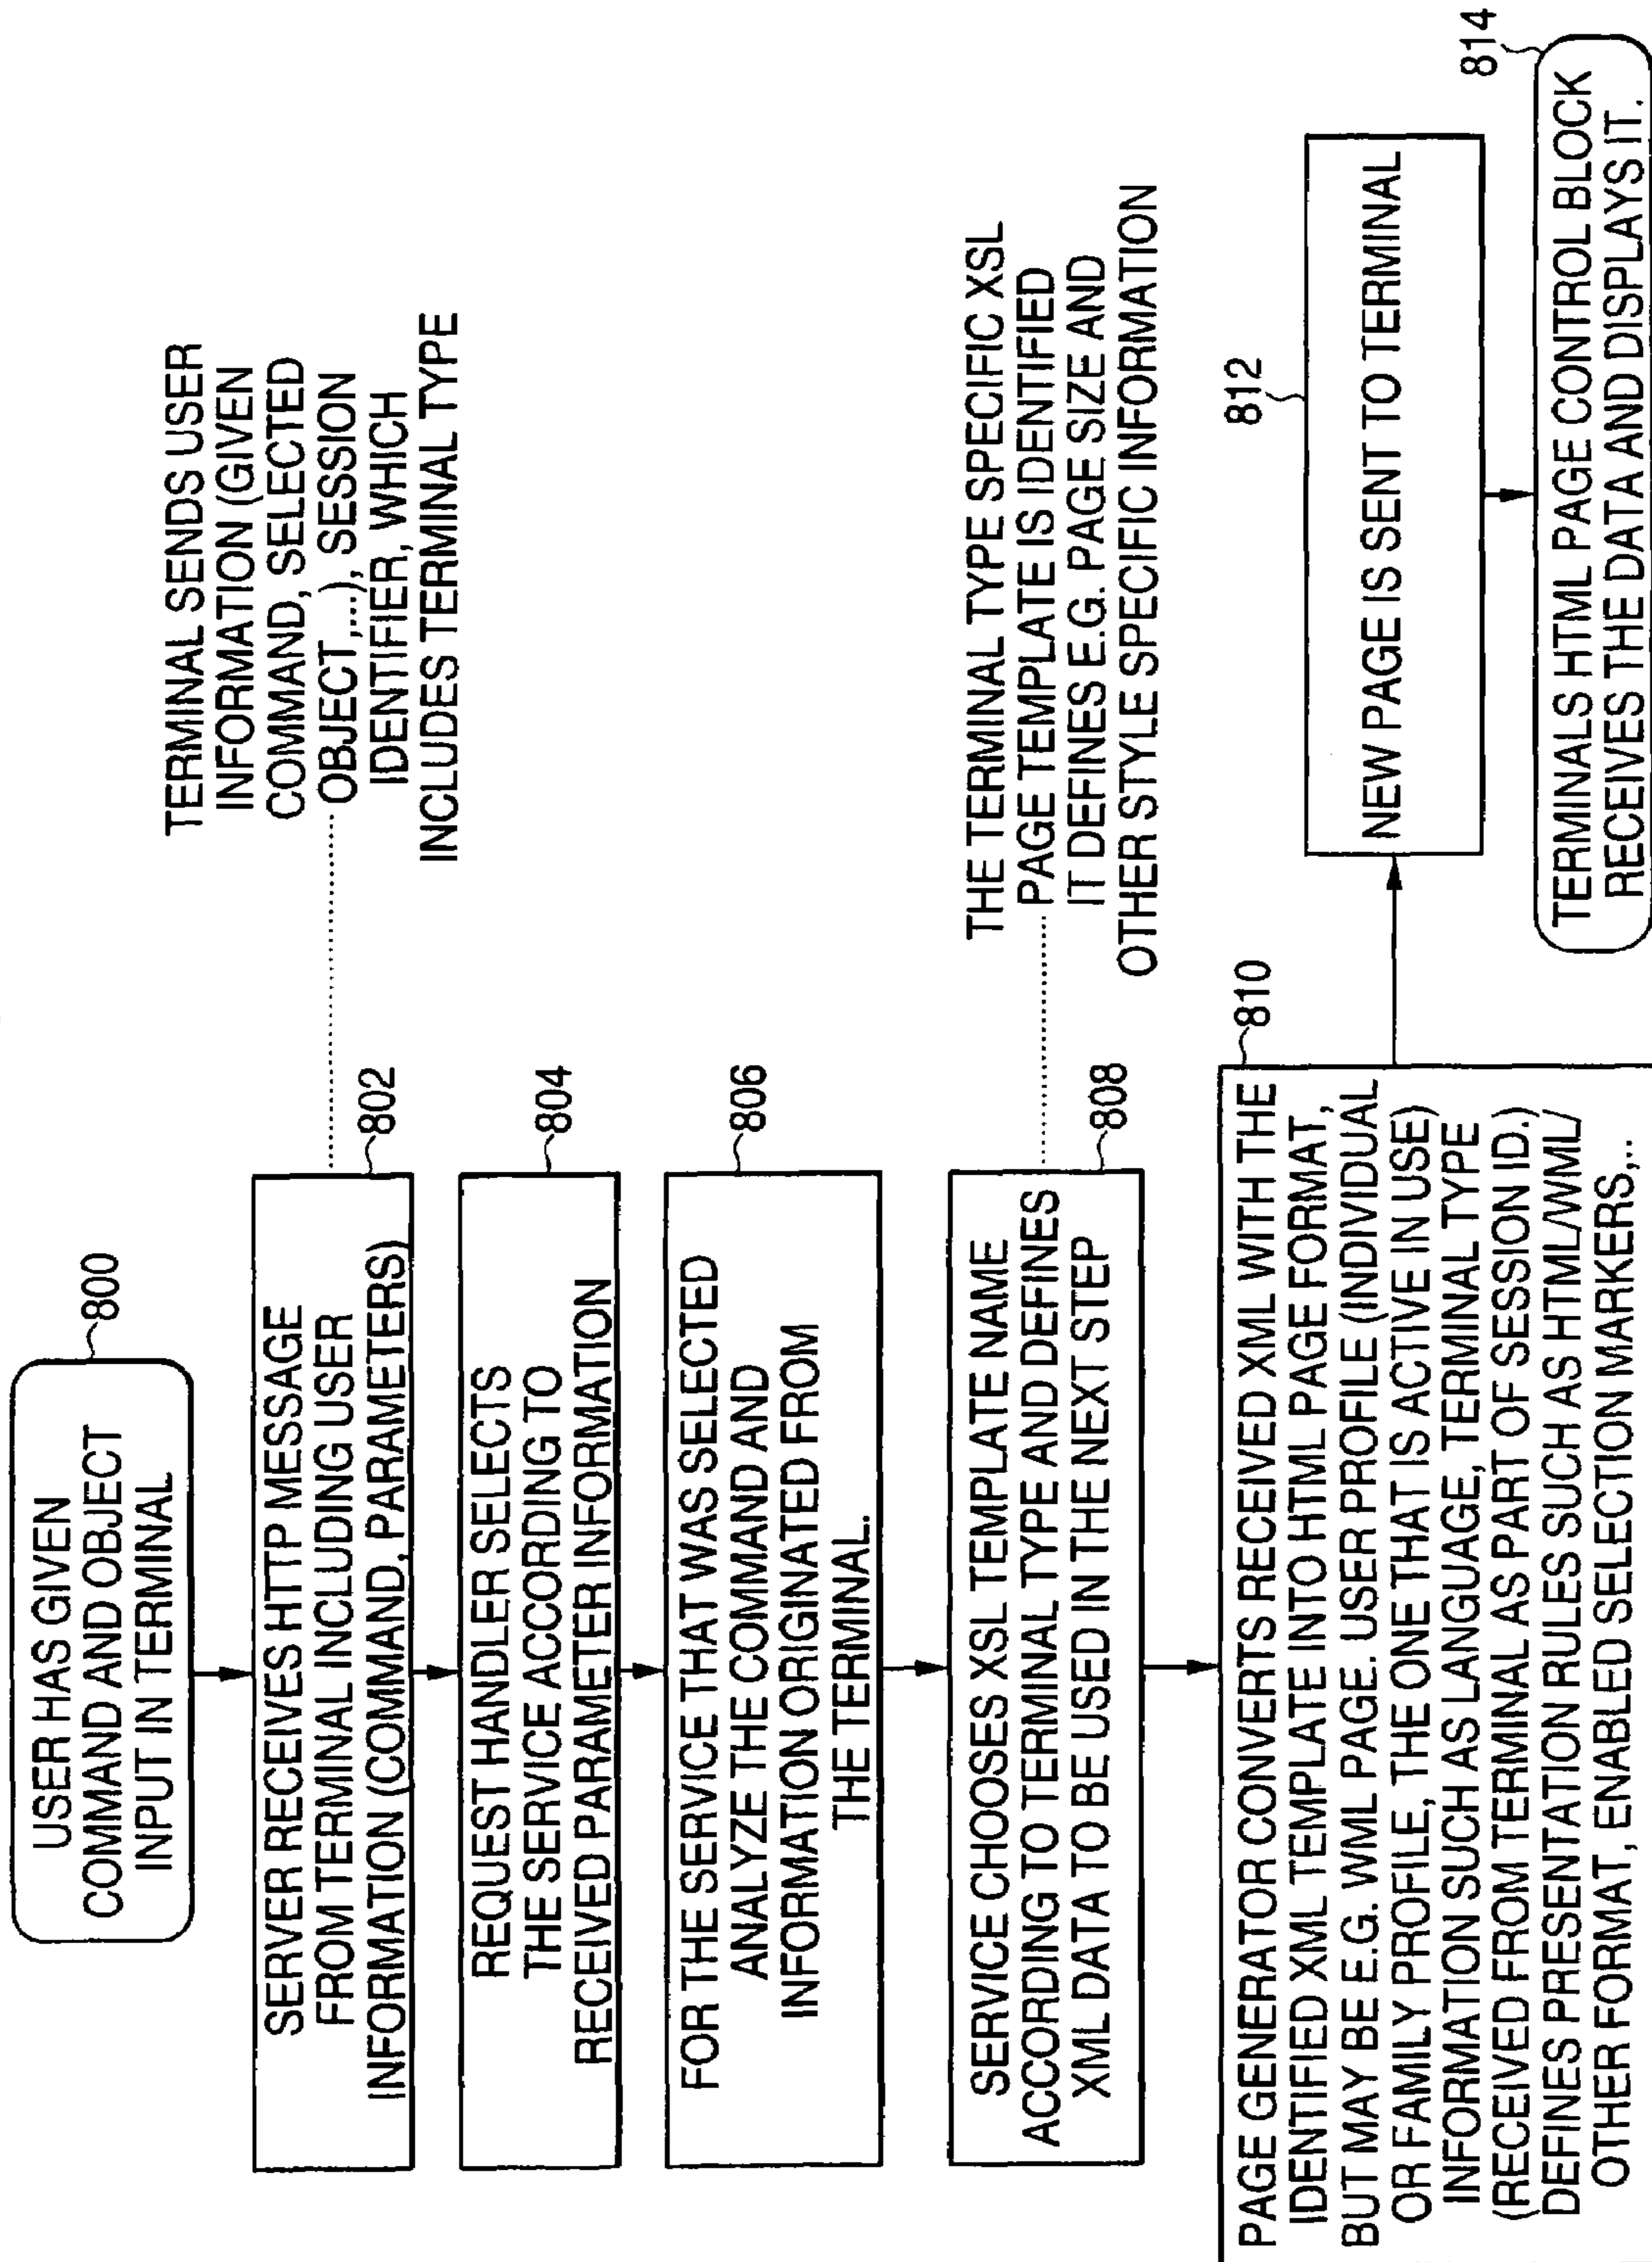 USER HAS GIVEN
COMMAND AND OBJECT
INPUT IN TERMINAL
800
SERVER RECEIVES HTTP MESSAGE
FROM TERMINAL INCLUDING USER
INFORMATION (COMMAND, PARAMETERS)
802
TERMINAL SENDS USER
INFORMATION (GIVEN
COMMAND, SELECTED
OBJECT,...), SESSION
IDENTIFIER, WHICH
INCLUDES TERMINAL TYPE
REQUEST HANDLER SELECTS
THE SERVICE ACCORDING TO
RECEIVED PARAMETER INFORMATION
804
FOR THE SERVICE THAT WAS SELECTED
ANALYZE THE COMMAND AND
INFORMATION ORIGINATED FROM
THE TERMINAL.
806
SERVICE CHOOSES XSL TEMPLATE NAME
ACCORDING TO TERMINAL TYPE AND DEFINES
XML DATA TO BE USED IN THE NEXT STEP
808
THE TERMINAL TYPE SPECIFIC XSL
PAGE TEMPLATE IS IDENTIFIED
IT DEFINES E.G. PAGE SIZE AND
OTHER STYLE SPECIFIC INFORMATION
PAGE GENERATOR CONVERTS RECEIVED XML WITH THE
IDENTIFIED XML TEMPLATE INTO HTML PAGE FORMAT,
BUT MAY BE E.G. WML PAGE. USER PROFILE (INDIVIDUAL
OR FAMILY PROFILE, THE ONE THAT IS ACTIVE IN USE)
INFORMATION SUCH AS LANGUAGE, TERMINAL TYPE
(RECEIVED FROM TERMINAL AS PART OF SESSION ID.)
DEFINES PRESENTATION RULES SUCH AS HTML/WML/
OTHER FORMAT, ENABLED SELECTION MARKERS,..
810
NEW PAGE IS SENT TO TERMINAL
812
TERMINALS HTML PAGE CONTROL BLOCK
RECEIVES THE DATA AND DISPLAYS IT.
814